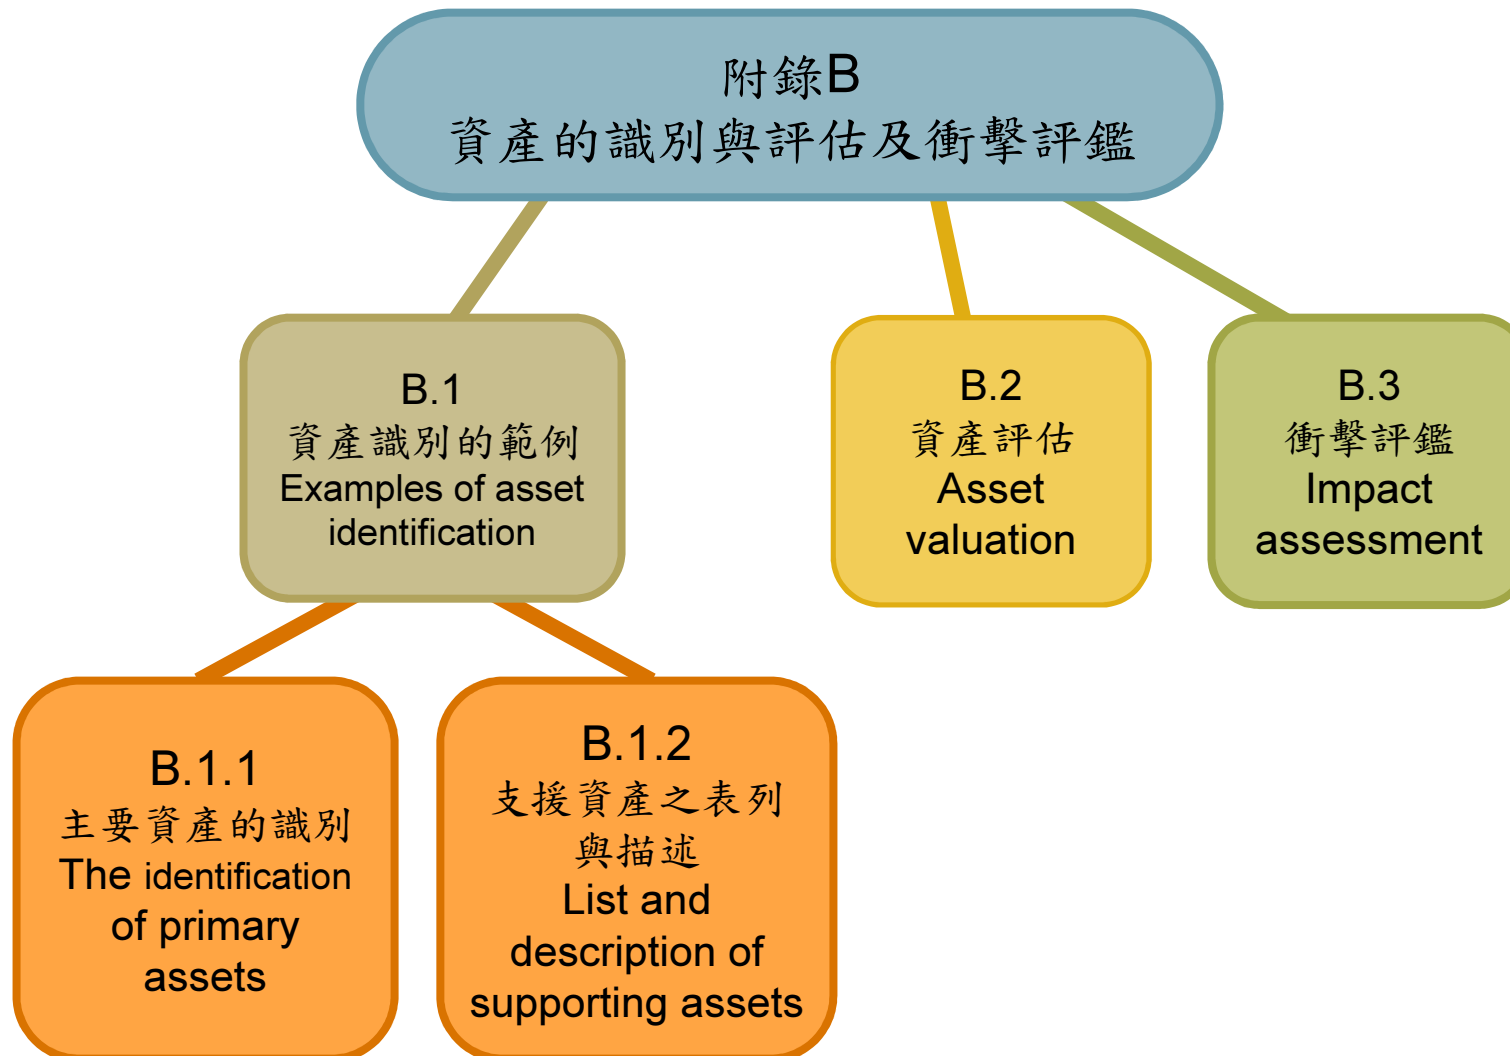 附錄B
資產的識別與評估及衝擊評鑑
B.1
資產識別的範例
Examples of asset
identification
B.2
資產評估
Asset
valuation
B.3
衝擊評鑑
Impact
assessment
B.1.1
主要資產的識別
The identification
of primary
assets
B.1.2
支援資產之表列
與描述
List and
description of
supporting assets